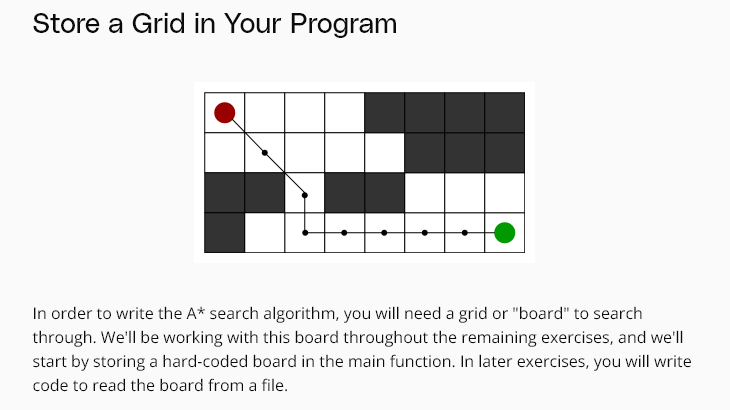 Store a Grid in Your Program
In order to write the A* search algorithm, you will need a grid or "board" to search
through. We'll be working with this board throughout the remaining exercises, and we'll
start by storing a hard-coded board in the main function. In later exercises, you will write
code to read the board from a file.